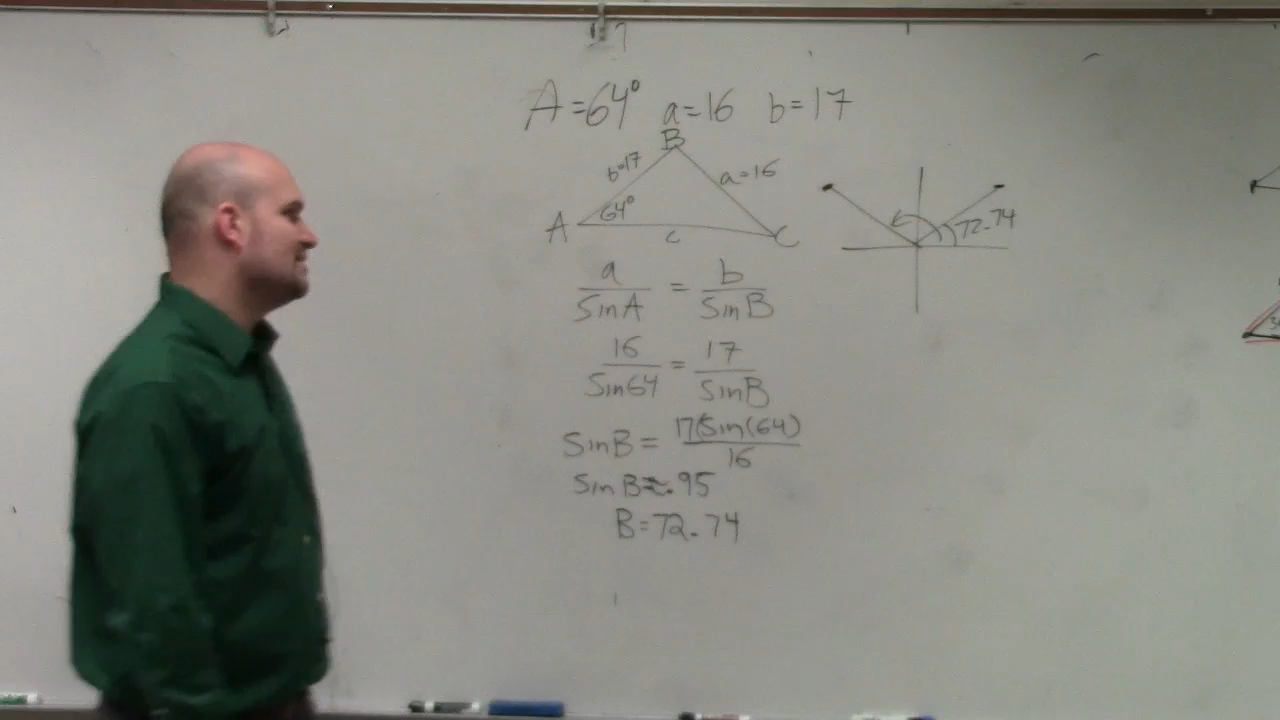 A=64° a=16 b=17
B
b=17
a=16
A
64°
c
C
72.74
a/SinA = b/SinB
16/Sin64 = 17/SinB
SinB = 17(Sin(64)/16
Sin B≈.95
B=72.74